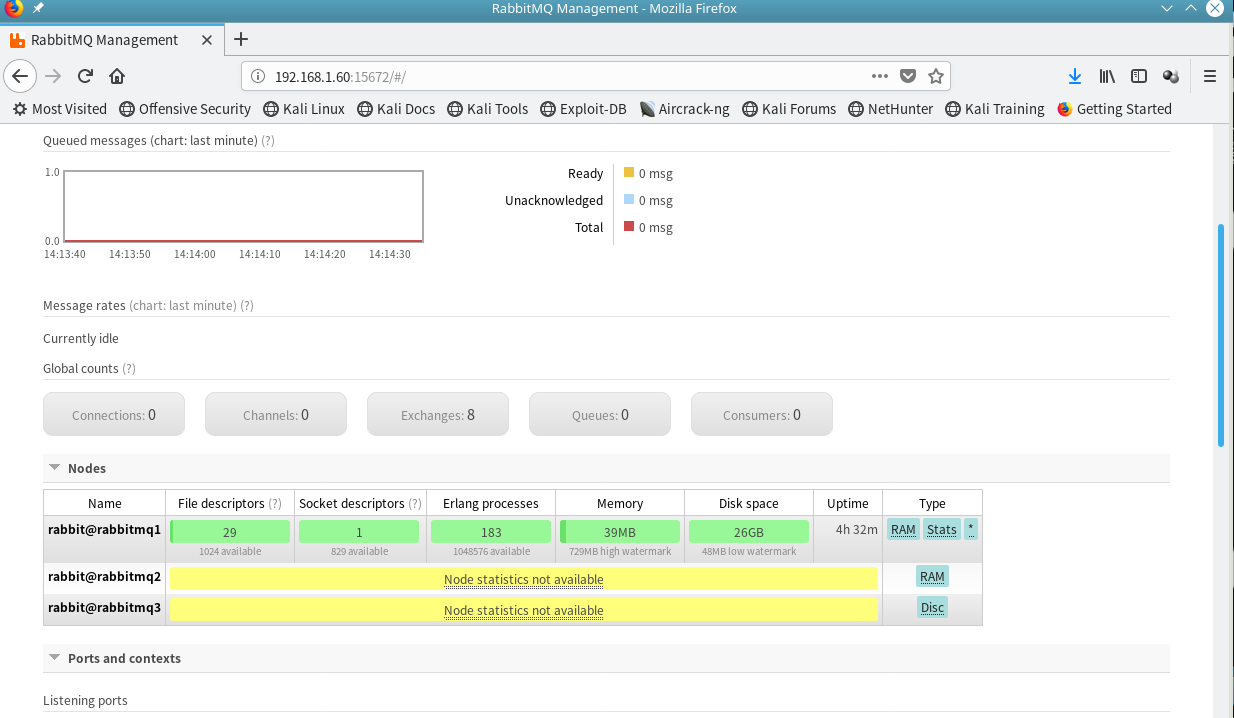 RabbitMQ Management - Mozilla Firefox
RabbitMQ Management
192.168.1.60:15672/#/
Most Visited Offensive Security Kali Linux Kali Docs Kali Tools Exploit-DB Aircrack-ng Kali Forums NetHunter Kali Training Getting Started
Queued messages (chart: last minute) (?)
1.0
0.0
14:13:40 14:13:50 14:14:00 14:14:10 14:14:20 14:14:30
Ready 0 msg
Unacknowledged 0 msg
Total 0 msg
Message rates (chart: last minute) (?)
Currently idle
Global counts (?)
Connections: 0 Channels: 0 Exchanges: 8 Queues: 0 Consumers: 0
Nodes
Name File descriptors (?) Socket descriptors (?) Erlang processes Memory Disk space Uptime Type
rabbit@rabbitmq1 29 1 183 39MB 26GB 4h 32m RAM Stats *
1024 available 829 available 1048576 available 729MB high watermark 48MB low watermark
rabbit@rabbitmq2 Node statistics not available RAM
rabbit@rabbitmq3 Node statistics not available Disc
Ports and contexts
Listening ports